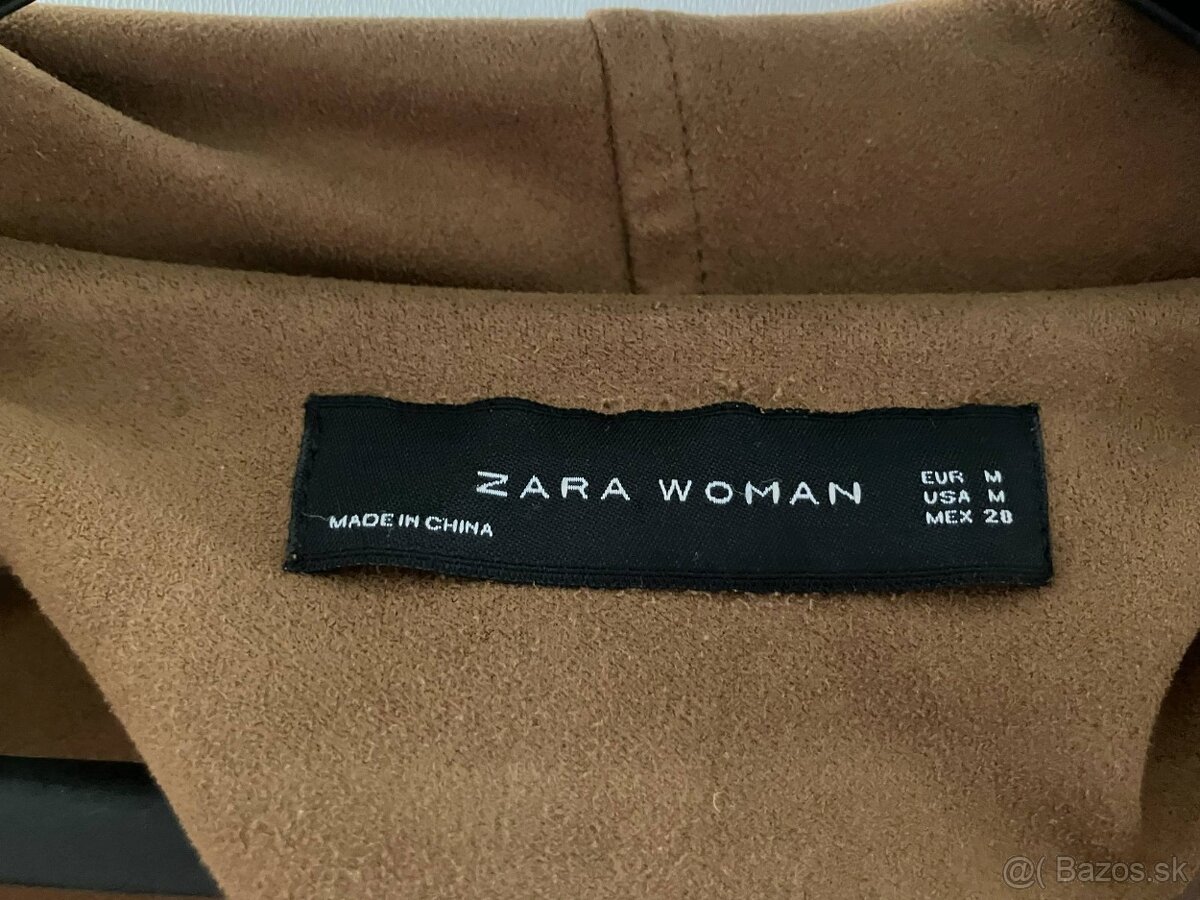 ZARA WOMAN
MADE IN CHINA
EUR M
USA M
MEX 28
@( Bazos.sk